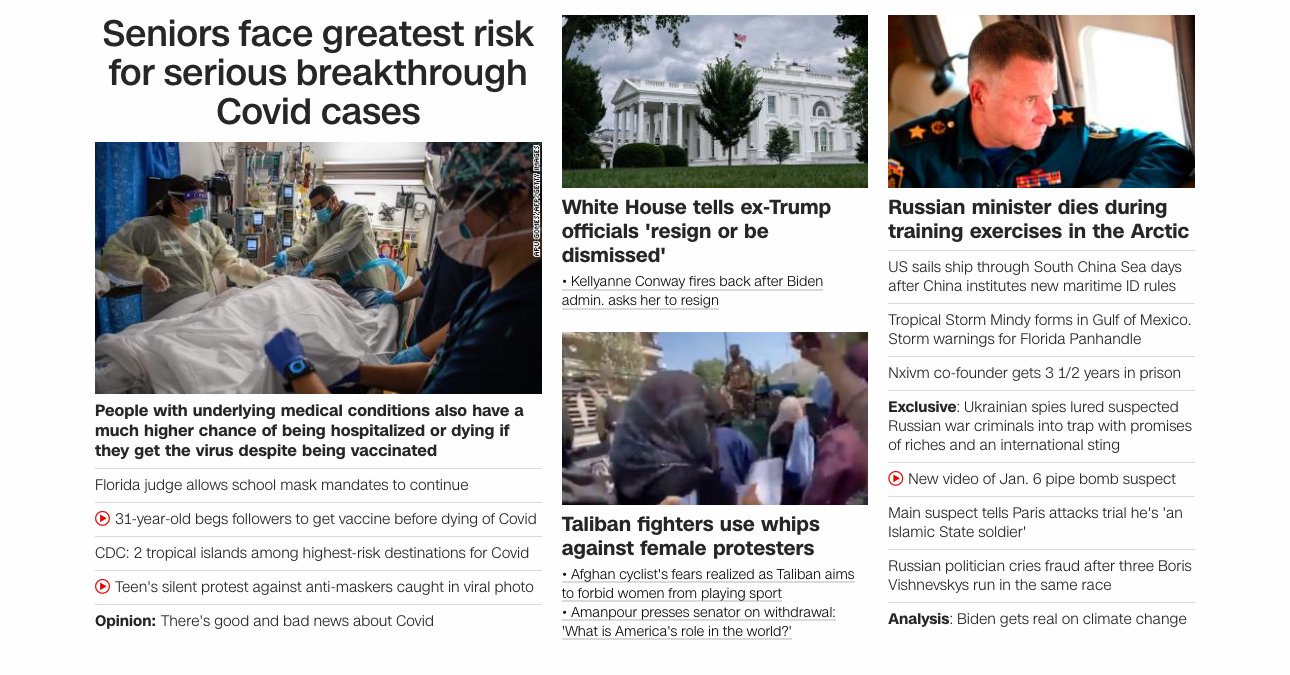 Seniors face greatest risk
for serious breakthrough
Covid cases
APU GOMES/AFP/GETTY IMAGES
People with underlying medical conditions also have a
much higher chance of being hospitalized or dying if
they get the virus despite being vaccinated
Florida judge allows school mask mandates to continue
31-year-old begs followers to get vaccine before dying of Covid
CDC: 2 tropical islands among highest-risk destinations for Covid
Teen's silent protest against anti-maskers caught in viral photo
Opinion: There's good and bad news about Covid
White House tells ex-Trump
officials 'resign or be
dismissed'
• Kellyanne Conway fires back after Biden
admin. asks her to resign
Taliban fighters use whips
against female protesters
• Afghan cyclist's fears realized as Taliban aims
to forbid women from playing sport
• Amanpour presses senator on withdrawal:
'What is America's role in the world?'
Russian minister dies during
training exercises in the Arctic
US sails ship through South China Sea days
after China institutes new maritime ID rules
Tropical Storm Mindy forms in Gulf of Mexico.
Storm warnings for Florida Panhandle
Nxivm co-founder gets 3 1/2 years in prison
Exclusive: Ukrainian spies lured suspected
Russian war criminals into trap with promises
of riches and an international sting
New video of Jan. 6 pipe bomb suspect
Main suspect tells Paris attacks trial he's 'an
Islamic State soldier'
Russian politician cries fraud after three Boris
Vishnevskys run in the same race
Analysis: Biden gets real on climate change